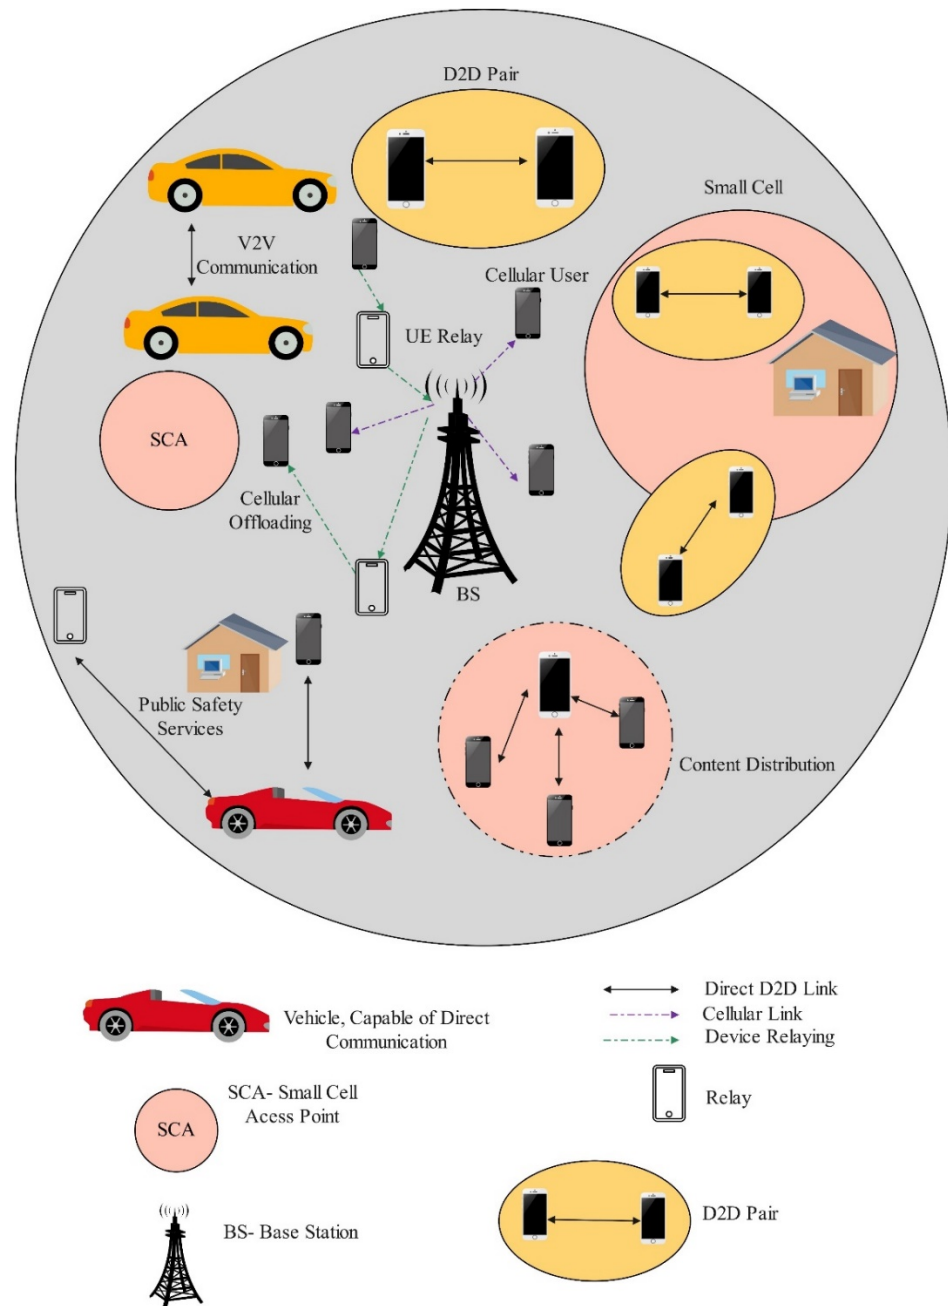 D2D Pair
Small Cell
V2V
Communication
Cellular User
UE Relay
SCA
Cellular
Offloading
BS
Public Safety
Services
Content Distribution
Vehicle, Capable of Direct
Communication
Direct D2D Link
Cellular Link
Device Relaying
SCA- Small Cell
Acess Point
SCA
Relay
BS- Base Station
D2D Pair